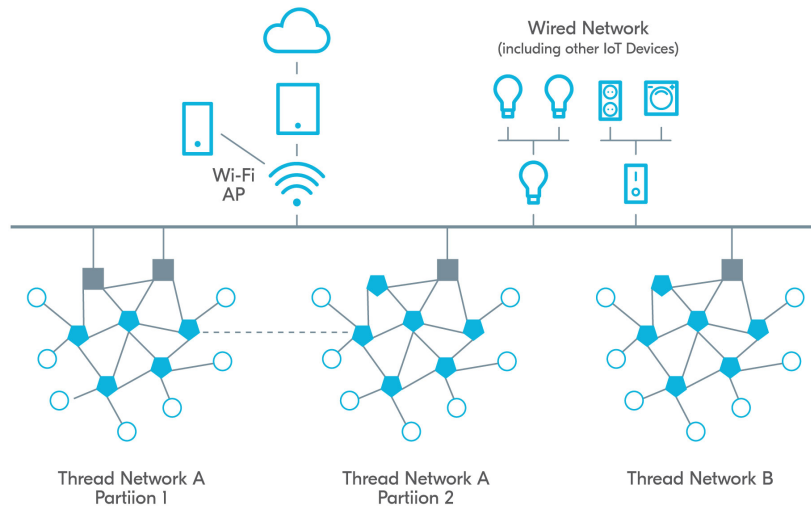 Wired Network
(including other IoT Devices)
Wi-Fi
AP
Thread Network A
Partiion 1
Thread Network A
Partiion 2
Thread Network B